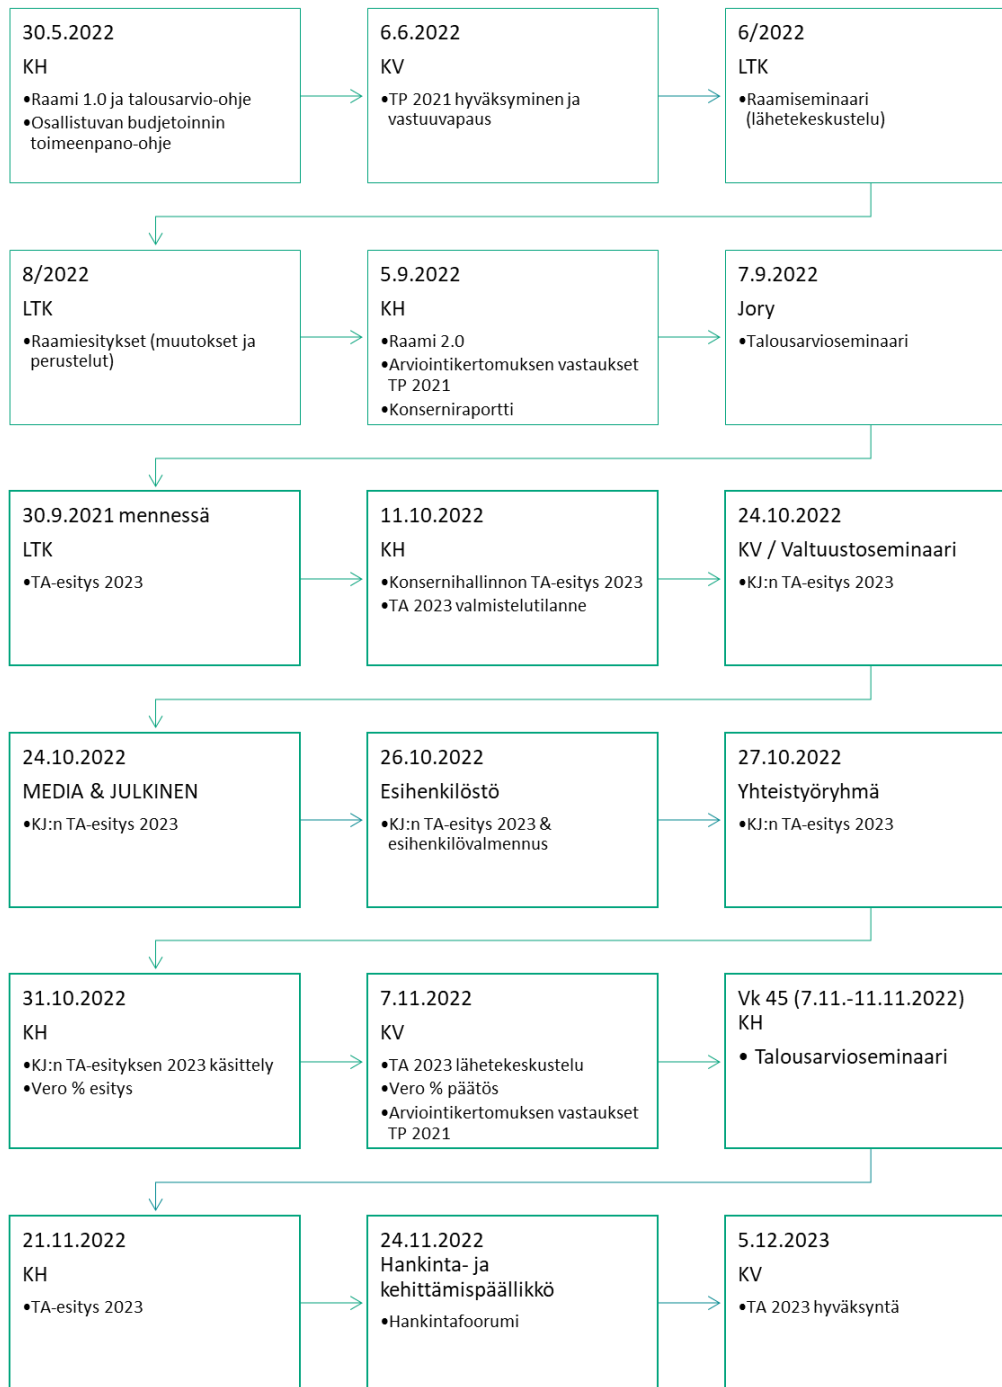 30.5.2022
KH
•Raami 1.0 ja talousarvio-ohje
•Osallistuvan budjetoinnin
toimeenpano-ohje
6.6.2022
KV
•TP 2021 hyväksyminen ja
vastuuvapaus
6/2022
LTK
•Raamiseminaari
(lähetekeskustelu)
8/2022
LTK
•Raamiesitykset (muutokset ja
perustelut)
5.9.2022
KH
•Raami 2.0
•Arviointikertomuksen vastaukset
TP 2021
•Konserniraportti
7.9.2022
Jory
•Talousarvioseminaari
30.9.2021 mennessä
LTK
•TA-esitys 2023
11.10.2022
KH
•Konsernihallinnon TA-esitys 2023
•TA 2023 valmistelutilanne
24.10.2022
KV / Valtuustoseminaari
•KJ:n TA-esitys 2023
24.10.2022
MEDIA & JULKINEN
•KJ:n TA-esitys 2023
26.10.2022
Esihenkilöstö
•KJ:n TA-esitys 2023 &
esihenkilövalmennus
27.10.2022
Yhteistyöryhmä
•KJ:n TA-esitys 2023
31.10.2022
KH
•KJ:n TA-esityksen 2023 käsittely
•Vero % esitys
7.11.2022
KV
•TA 2023 lähetekeskustelu
•Vero % päätös
•Arviointikertomuksen vastaukset
TP 2021
Vk 45 (7.11.-11.11.2022)
KH
• Talousarvioseminaari
21.11.2022
KH
•TA-esitys 2023
24.11.2022
Hankinta- ja
kehittämispäällikkö
•Hankintafoorumi
5.12.2023
KV
•TA 2023 hyväksyntä